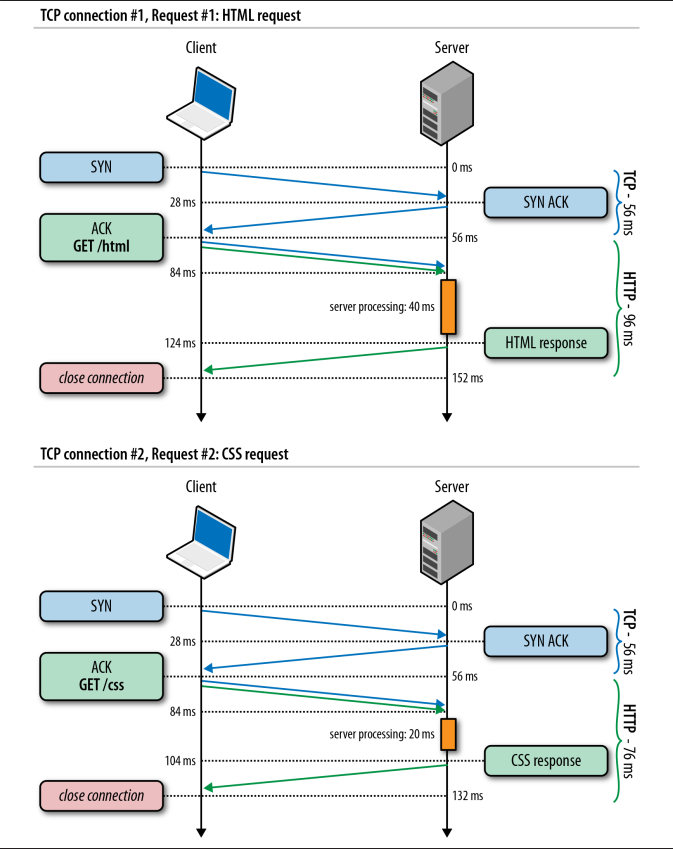 TCP connection #1, Request #1: HTML request
Client
Server
SYN
0 ms
28 ms
SYN ACK
TCP - 56 ms
ACK
GET /html
56 ms
84 ms
server processing: 40 ms
HTTP - 96 ms
124 ms
HTML response
close connection
152 ms
TCP connection #2, Request #2: CSS request
Client
Server
SYN
0 ms
28 ms
SYN ACK
TCP - 56 ms
ACK
GET /css
56 ms
84 ms
server processing: 20 ms
HTTP - 76 ms
104 ms
CSS response
close connection
132 ms